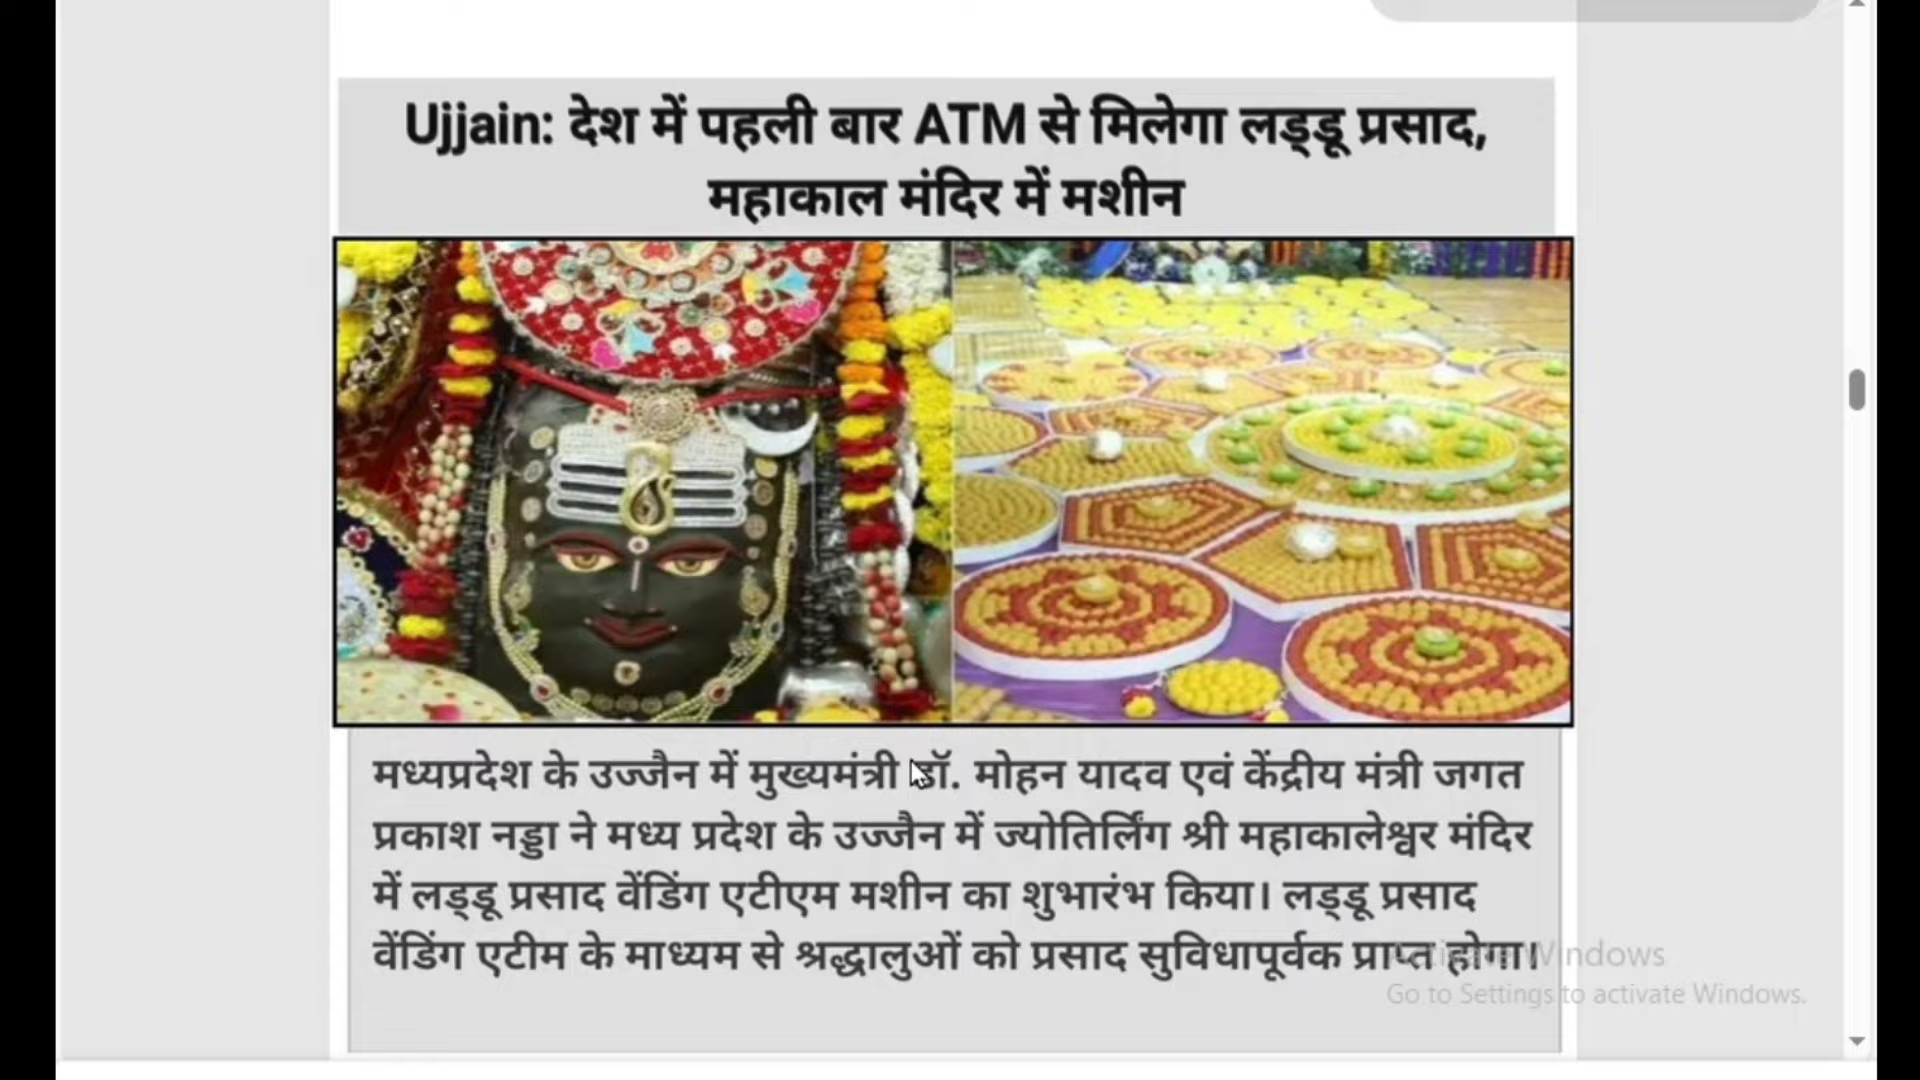 Ujjain: देश में पहली बार ATM से मिलेगा लड्डू प्रसाद,
महाकाल मंदिर में मशीन
मध्यप्रदेश के उज्जैन में मुख्यमंत्री डॉ. मोहन यादव एवं केंद्रीय मंत्री जगत
प्रकाश नड्डा ने मध्य प्रदेश के उज्जैन में ज्योतिर्लिंग श्री महाकालेश्वर मंदिर
में लड्डू प्रसाद वेंडिंग एटीएम मशीन का शुभारंभ किया। लड्डू प्रसाद
वेंडिंग एटीम के माध्यम से श्रद्धालुओं को प्रसाद सुविधापूर्वक प्राप्त होगा।
Activate Windows
Go to Settings to activate Windows.